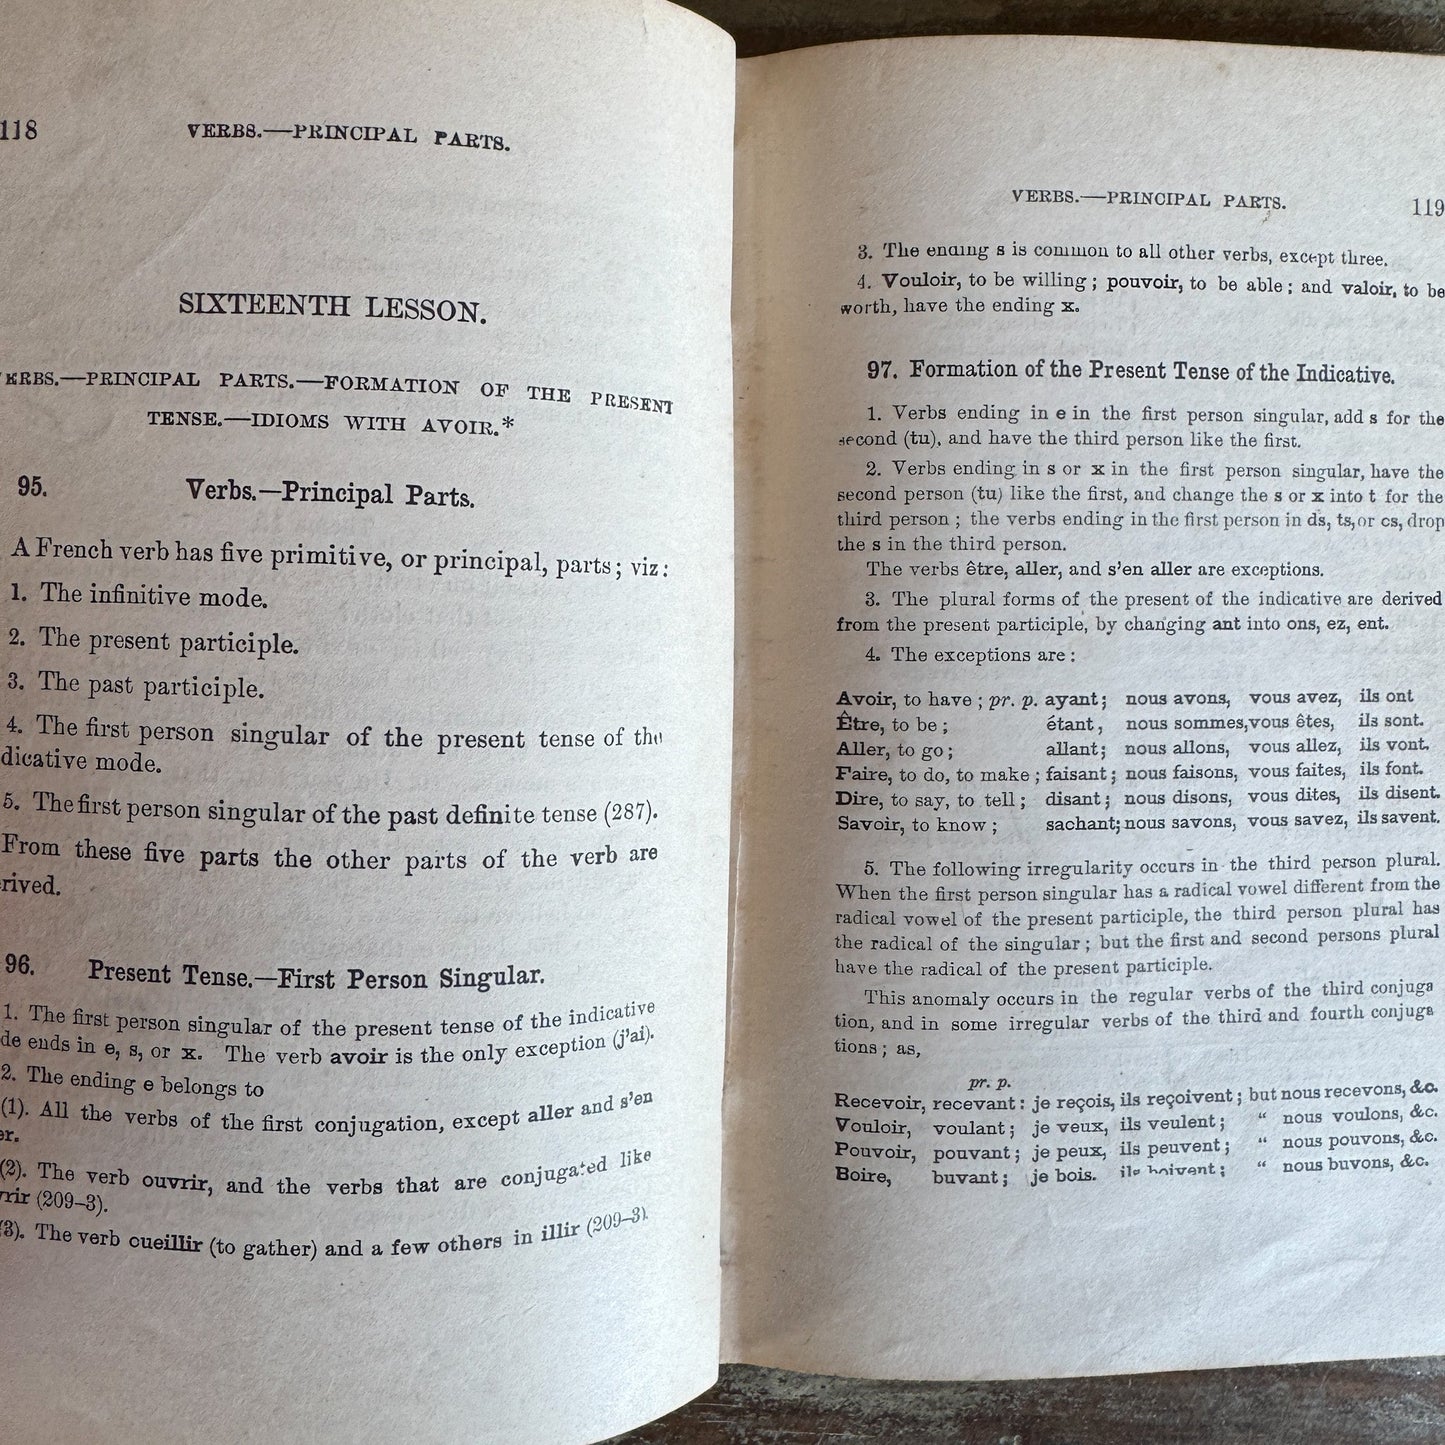 118 VERBS.—PRINCIPAL PARTS.
SIXTEENTH LESSON.
ERBS.—PRINCIPAL PARTS.—FORMATION OF THE PRESENT
TENSE.—IDIOMS WITH AVOIR.*
95. Verbs.—Principal Parts.
A French verb has five primitive, or principal, parts; viz:
1. The infinitive mode.
2. The present participle.
3. The past participle.
4. The first person singular of the present tense of the
dicative mode.
5. The first person singular of the past definite tense (287).
From these five parts the other parts of the verb are
rived.
96. Present Tense.—First Person Singular.
1. The first person singular of the present tense of the indicative
de ends in e, s, or x. The verb avoir is the only exception (j'ai).
2. The ending e belongs to
(1). All the verbs of the first conjugation, except aller and s'en
er.
(2). The verb ouvrir, and the verbs that are conjugated like
rir (209–3).
(3). The verb cueillir (to gather) and a few others in illir (209–3).
VERBS.—PRINCIPAL PARTS. 119
3. The ending s is common to all other verbs, except three.
4. Vouloir, to be willing; pouvoir, to be able; and valoir, to be
worth, have the ending x.
97. Formation of the Present Tense of the Indicative.
1. Verbs ending in e in the first person singular, add s for the
second (tu), and have the third person like the first.
2. Verbs ending in s or x in the first person singular, have the
second person (tu) like the first, and change the s or x into t for the
third person; the verbs ending in the first person in ds, ts, or cs, drop
the s in the third person.
The verbs être, aller, and s'en aller are exceptions.
3. The plural forms of the present of the indicative are derived
from the present participle, by changing ant into ons, ez, ent.
4. The exceptions are:
Avoir, to have; pr. p. ayant; nous avons, vous avez, ils ont
Être, to be; étant, nous sommes, vous êtes, ils sont.
Aller, to go; allant; nous allons, vous allez, ils vont.
Faire, to do, to make; faisant; nous faisons, vous faites, ils font.
Dire, to say, to tell; disant; nous disons, vous dites, ils disent.
Savoir, to know; sachant; nous savons, vous savez, ils savent.
5. The following irregularity occurs in the third person plural.
When the first person singular has a radical vowel different from the
radical vowel of the present participle, the third person plural has
the radical of the singular; but the first and second persons plural
have the radical of the present participle.
This anomaly occurs in the regular verbs of the third conjuga
tion, and in some irregular verbs of the third and fourth conjuga
tions; as,
pr. p.
Recevoir, recevant: je reçois, ils reçoivent; but nous recevons, &c.
Vouloir, voulant; je veux, ils veulent; “ nous voulons, &c.
Pouvoir, pouvant; je peux, ils peuvent; “ nous pouvons, &c.
Boire, buvant; je bois. ils boivent; “ nous buvons, &c.